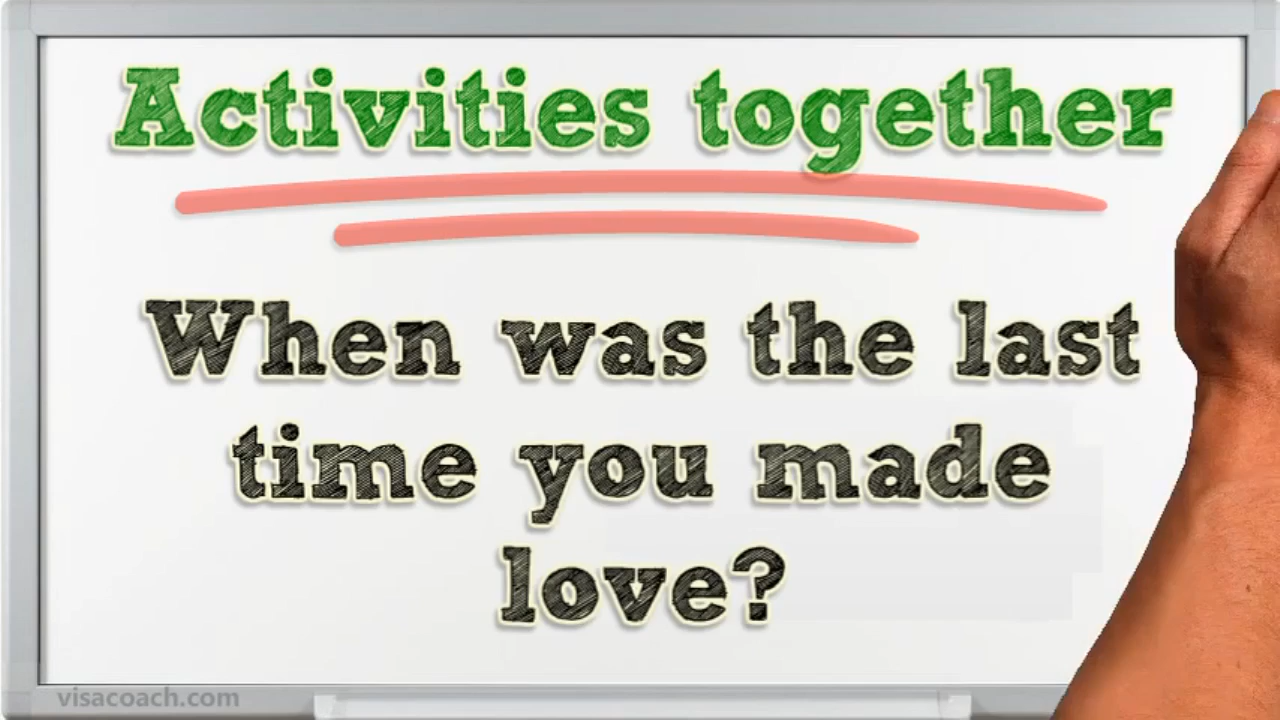 Activities together
When was the last
time you made
love?
visacoach.com